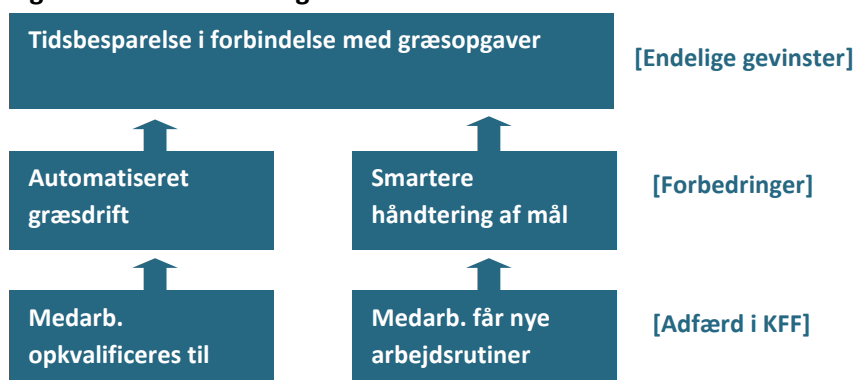 Tidsbesparelse i forbindelse med græsopgaver
[Endelige gevinster]
Automatiseret
græsdrift
Smartere
håndtering af mål
[Forbedringer]
Medarb.
opkvalificeres til
Medarb. får nye
arbejdsrutiner
[Adfærd i KFF]